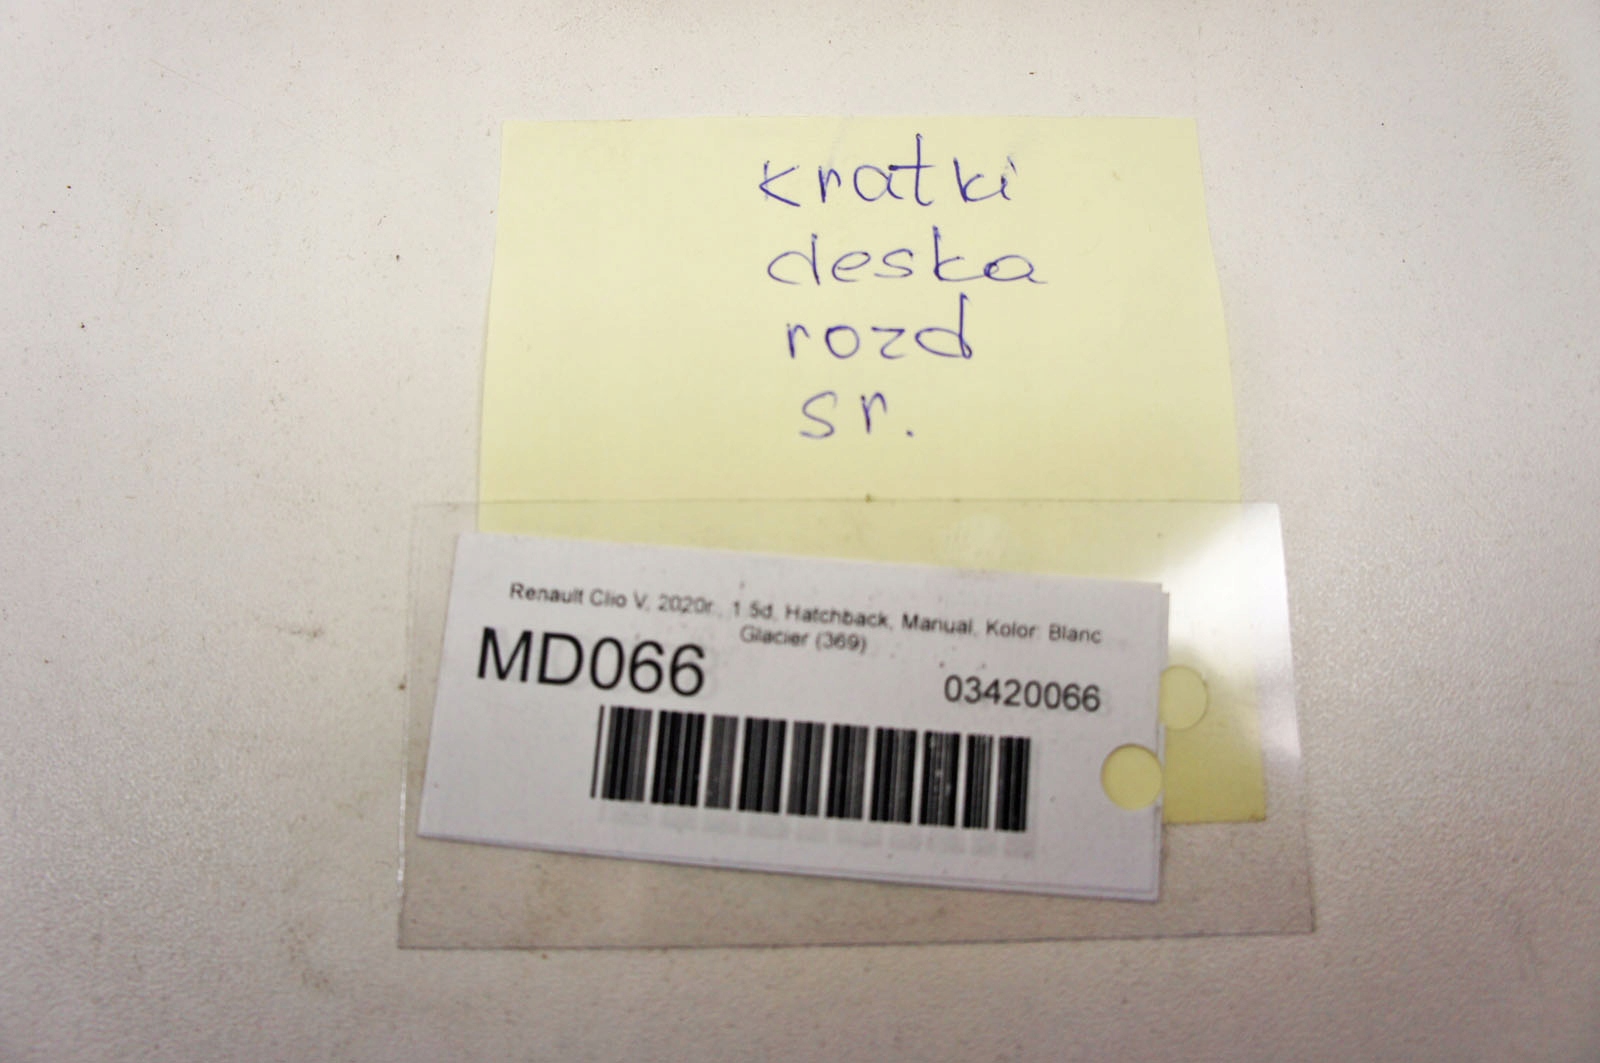 kratki
deska
rozd
sr.
Renault Clio V, 2020r., 1.5d, Hatchback, Manual, Kolor: Blanc
Glacier (369)
MD066
03420066